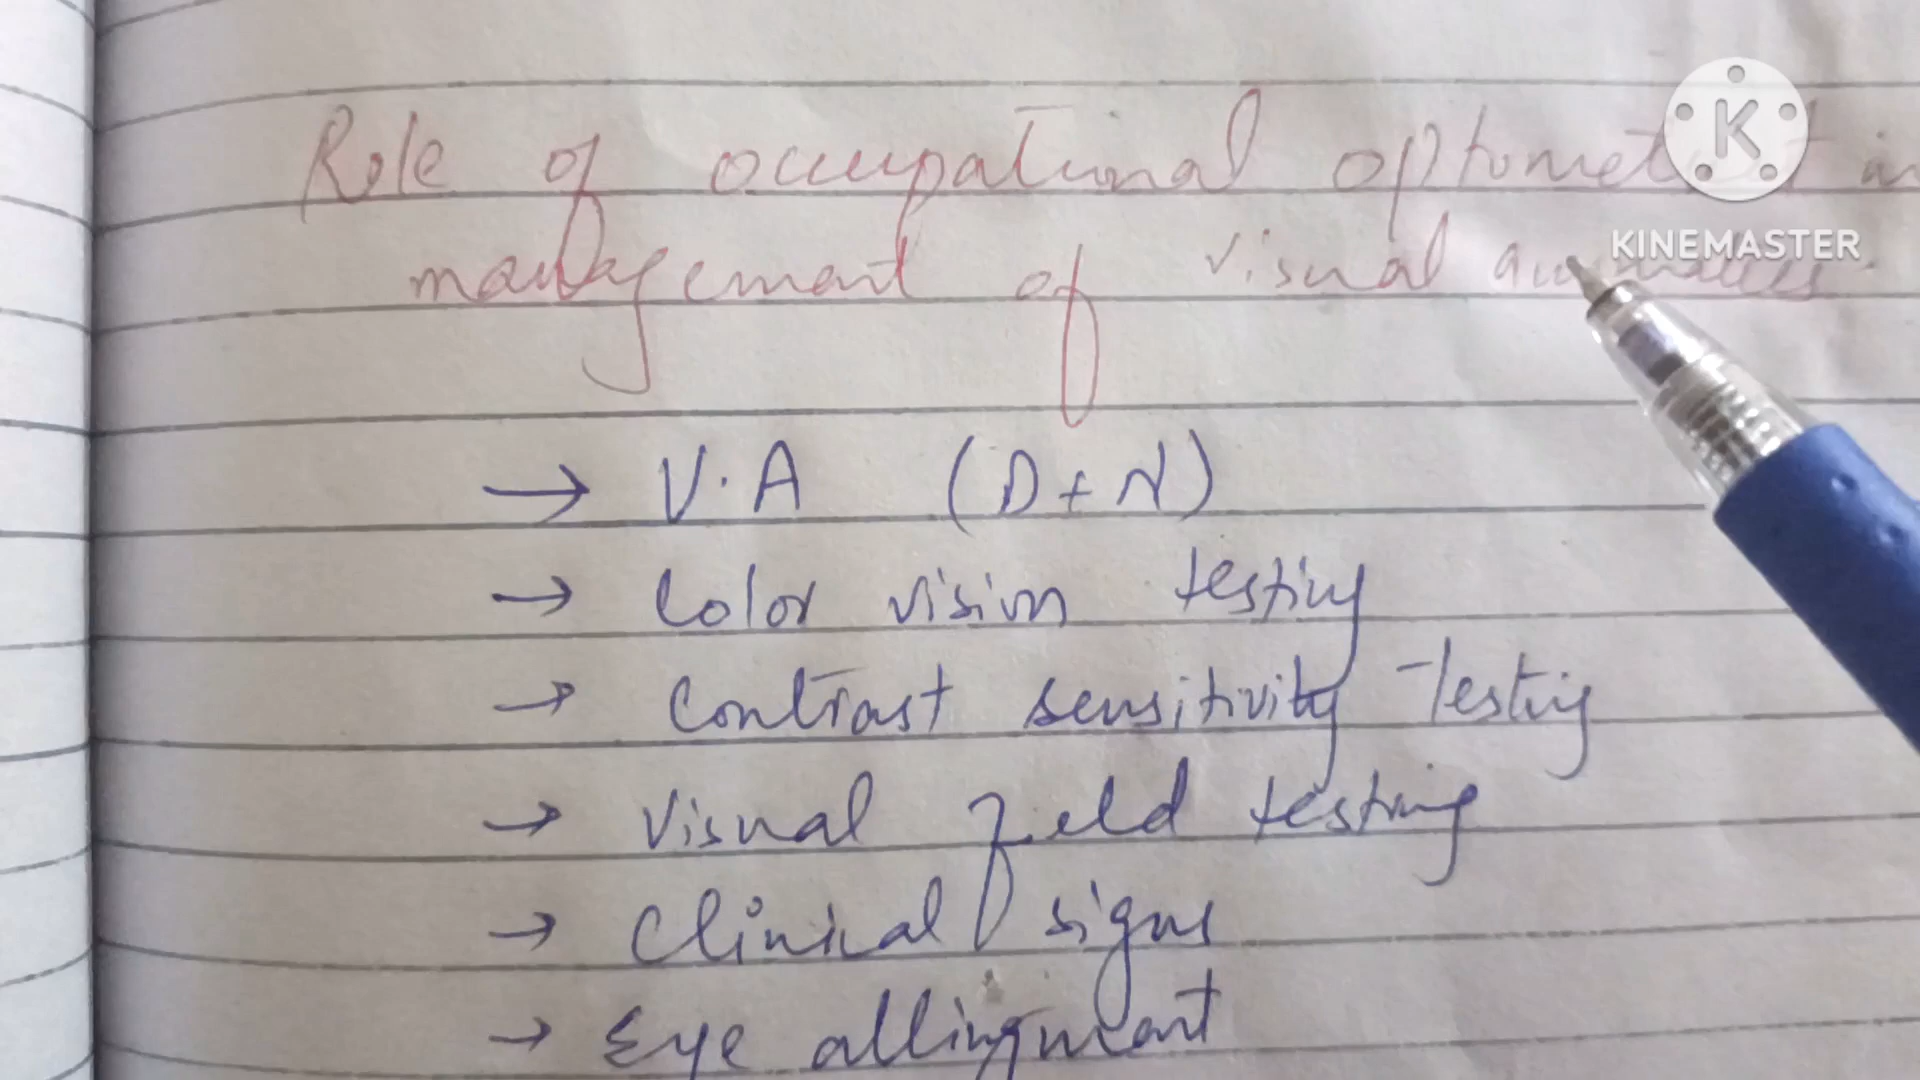 Role of occupational optometrist in
K
KINEMASTER
management of visual
→ V.A (D+N)
→ Color vision testing
→ Contrast sensitivity testing
→ Visual field testing
→ Clinical signs
→ Eye allingment